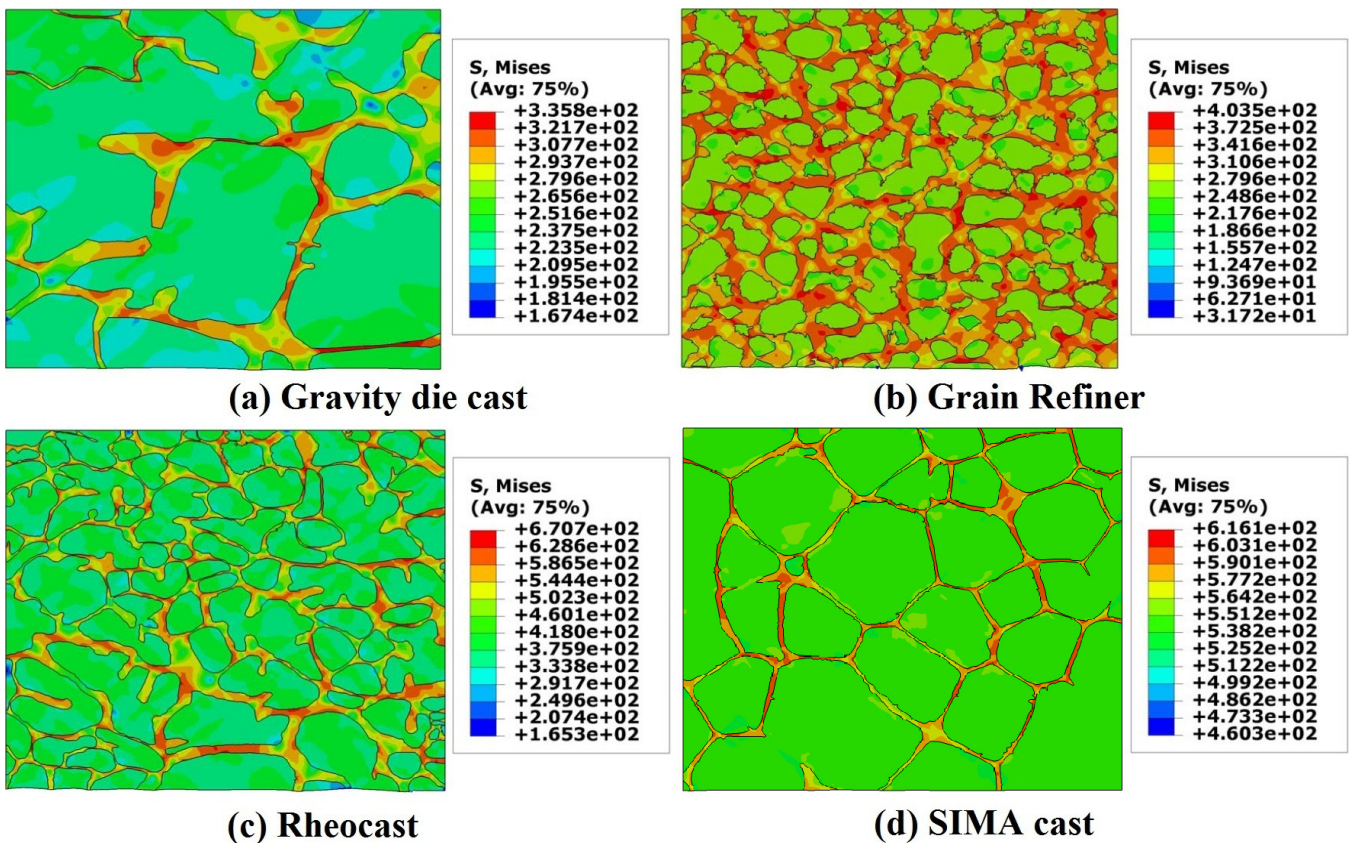 S, Mises
(Avg: 75%)
+3.358e+02
+3.217e+02
+3.077e+02
+2.937e+02
+2.796e+02
+2.656e+02
+2.516e+02
+2.375e+02
+2.235e+02
+2.095e+02
+1.955e+02
+1.814e+02
+1.674e+02
(a) Gravity die cast
S, Mises
(Avg: 75%)
+4.035e+02
+3.725e+02
+3.416e+02
+3.106e+02
+2.796e+02
+2.486e+02
+2.176e+02
+1.866e+02
+1.557e+02
+1.247e+02
+9.369e+01
+6.271e+01
+3.172e+01
(b) Grain Refiner
S, Mises
(Avg: 75%)
+6.707e+02
+6.286e+02
+5.865e+02
+5.444e+02
+5.023e+02
+4.601e+02
+4.180e+02
+3.759e+02
+3.338e+02
+2.917e+02
+2.496e+02
+2.074e+02
+1.653e+02
(c) Rheocast
S, Mises
(Avg: 75%)
+6.161e+02
+6.031e+02
+5.901e+02
+5.772e+02
+5.642e+02
+5.512e+02
+5.382e+02
+5.252e+02
+5.122e+02
+4.992e+02
+4.862e+02
+4.733e+02
+4.603e+02
(d) SIMA cast